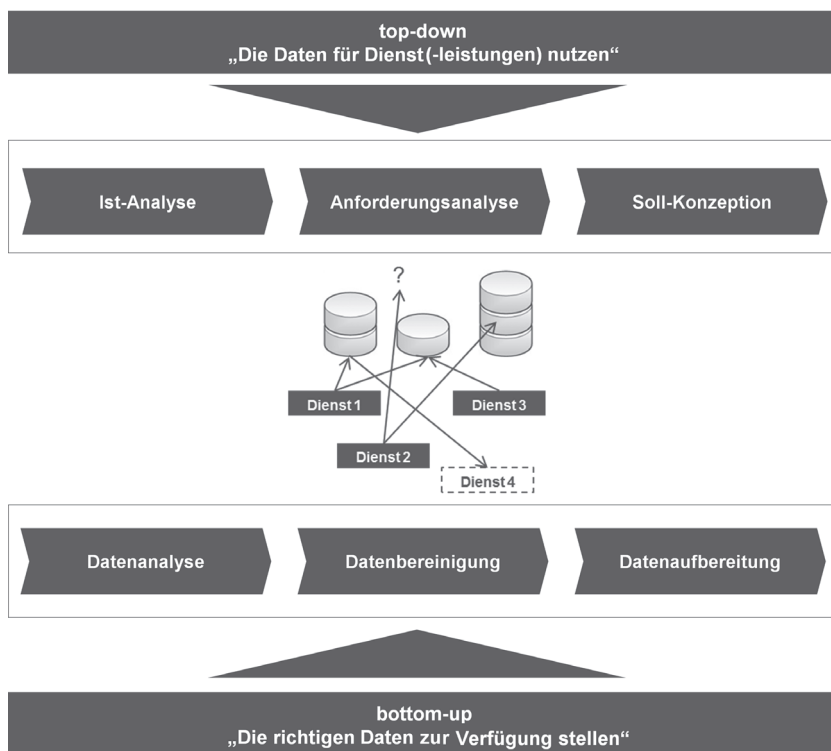 top-down
„Die Daten für Dienst(-leistungen) nutzen“
Ist-Analyse
Anforderungsanalyse
Soll-Konzeption
?
Dienst 1
Dienst 3
Dienst 2
Dienst 4
Datenanalyse
Datenbereinigung
Datenaufbereitung
bottom-up
„Die richtigen Daten zur Verfügung stellen“